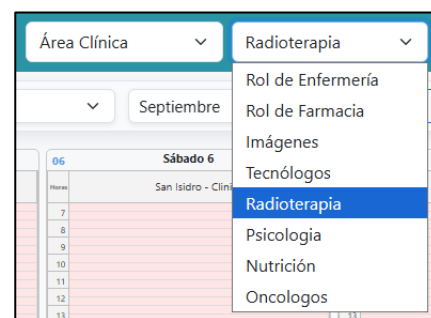 Área Clínica
Radioterapia
Rol de Enfermería
Rol de Farmacia
Imágenes
Tecnólogos
Radioterapia
Psicologia
Nutrición
Oncologos
Septiembre
06
Sábado 6
Horas
San Isidro - Clini
7
8
9
10
11
12
13
13